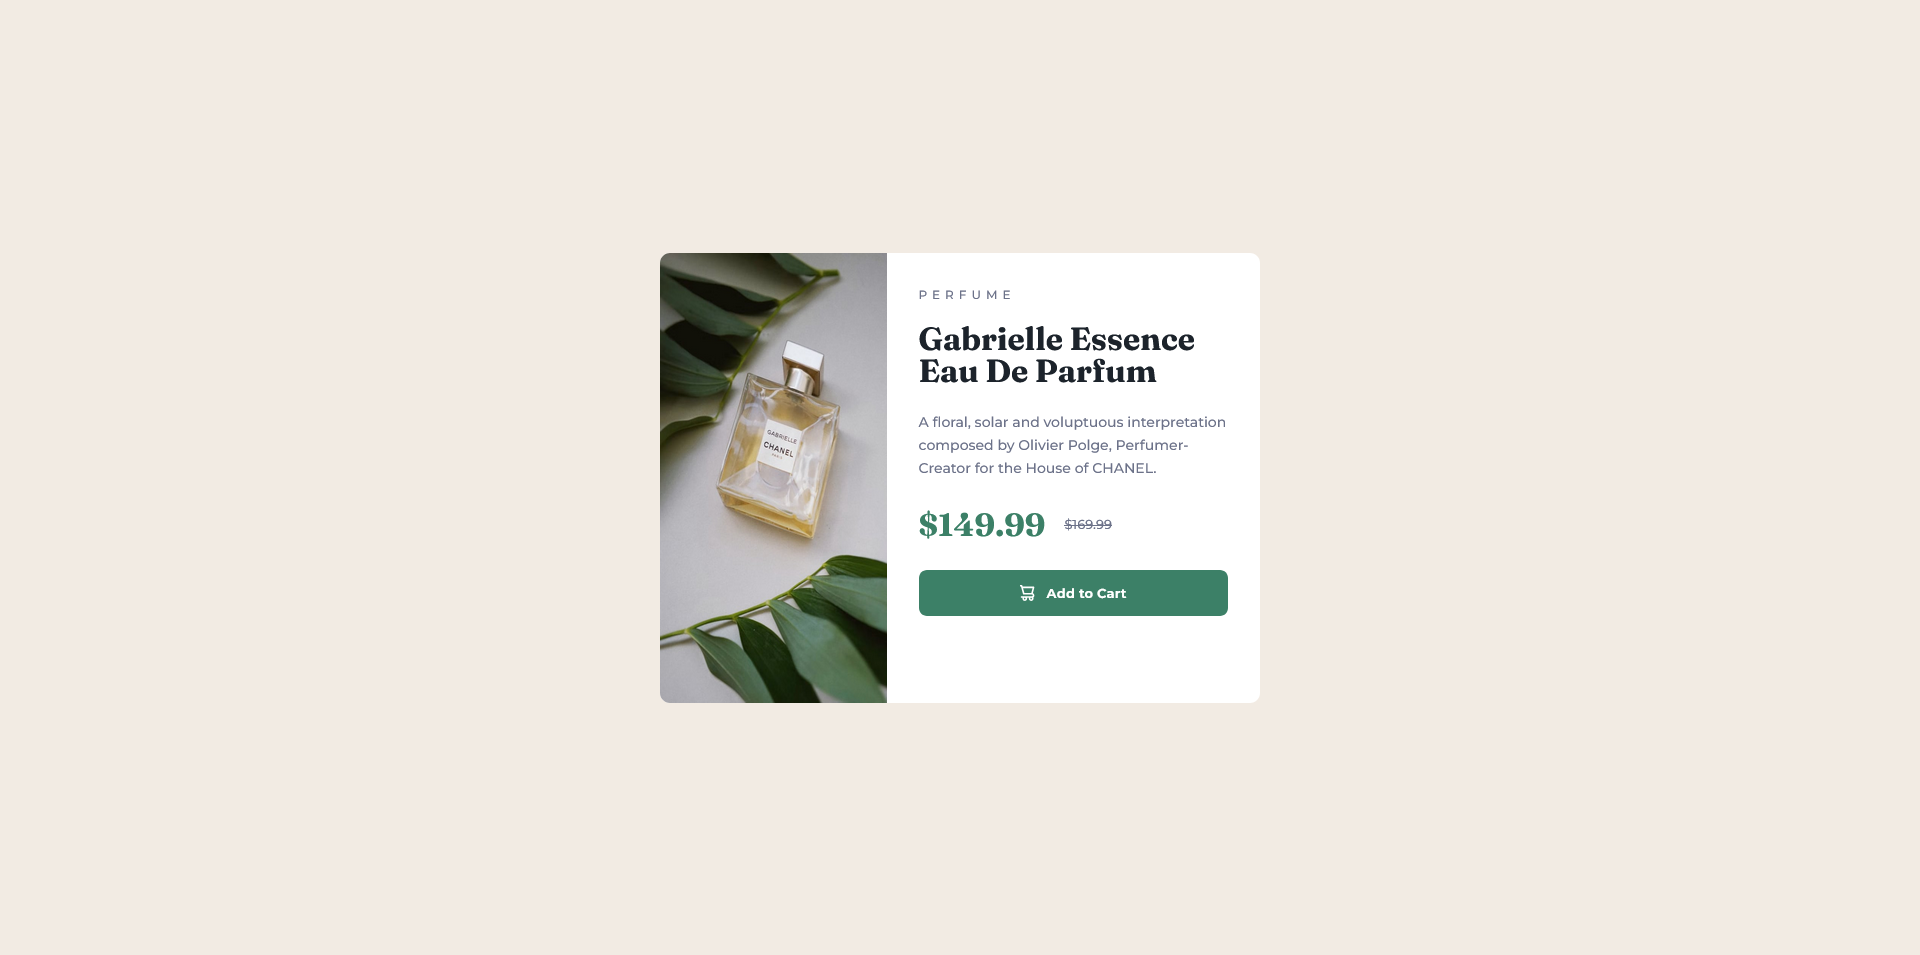 PERFUME
Gabrielle Essence
Eau De Parfum
A floral, solar and voluptuous interpretation
composed by Olivier Polge, Perfumer-
Creator for the House of CHANEL.
$149.99 $169.99
Add to Cart
GABRIELLE
CHANEL
PARIS